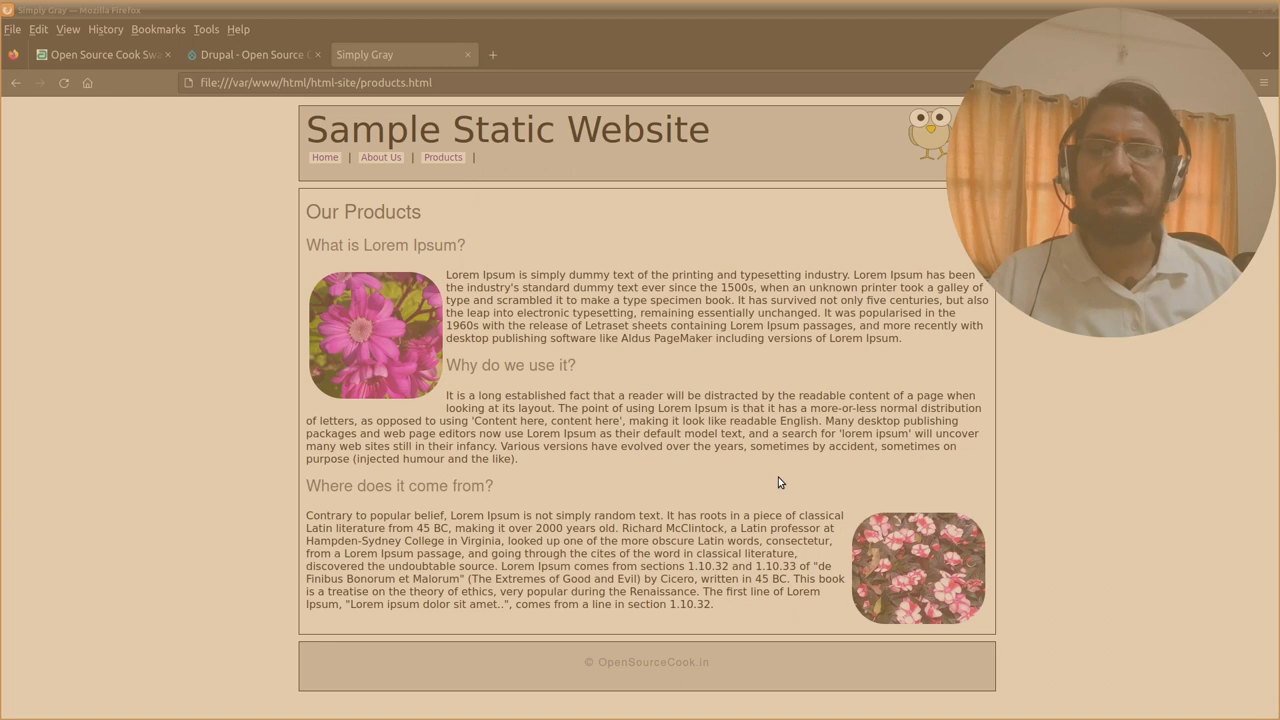 Simply Gray — Mozilla Firefox
File Edit View History Bookmarks Tools Help
Open Source Cook Swa Drupal - Open Source C Simply Gray
file:///var/www/html/html-site/products.html
Sample Static Website
Home | About Us | Products |
Our Products
What is Lorem Ipsum?
Lorem Ipsum is simply dummy text of the printing and typesetting industry. Lorem Ipsum has been
the industry's standard dummy text ever since the 1500s, when an unknown printer took a galley of
type and scrambled it to make a type specimen book. It has survived not only five centuries, but also
the leap into electronic typesetting, remaining essentially unchanged. It was popularised in the
1960s with the release of Letraset sheets containing Lorem Ipsum passages, and more recently with
desktop publishing software like Aldus PageMaker including versions of Lorem Ipsum.
Why do we use it?
It is a long established fact that a reader will be distracted by the readable content of a page when
looking at its layout. The point of using Lorem Ipsum is that it has a more-or-less normal distribution
of letters, as opposed to using 'Content here, content here', making it look like readable English. Many desktop publishing
packages and web page editors now use Lorem Ipsum as their default model text, and a search for 'lorem ipsum' will uncover
many web sites still in their infancy. Various versions have evolved over the years, sometimes by accident, sometimes on
purpose (injected humour and the like).
Where does it come from?
Contrary to popular belief, Lorem Ipsum is not simply random text. It has roots in a piece of classical
Latin literature from 45 BC, making it over 2000 years old. Richard McClintock, a Latin professor at
Hampden-Sydney College in Virginia, looked up one of the more obscure Latin words, consectetur,
from a Lorem Ipsum passage, and going through the cites of the word in classical literature,
discovered the undoubtable source. Lorem Ipsum comes from sections 1.10.32 and 1.10.33 of "de
Finibus Bonorum et Malorum" (The Extremes of Good and Evil) by Cicero, written in 45 BC. This book
is a treatise on the theory of ethics, very popular during the Renaissance. The first line of Lorem
Ipsum, "Lorem ipsum dolor sit amet..", comes from a line in section 1.10.32.
© OpenSourceCook.in